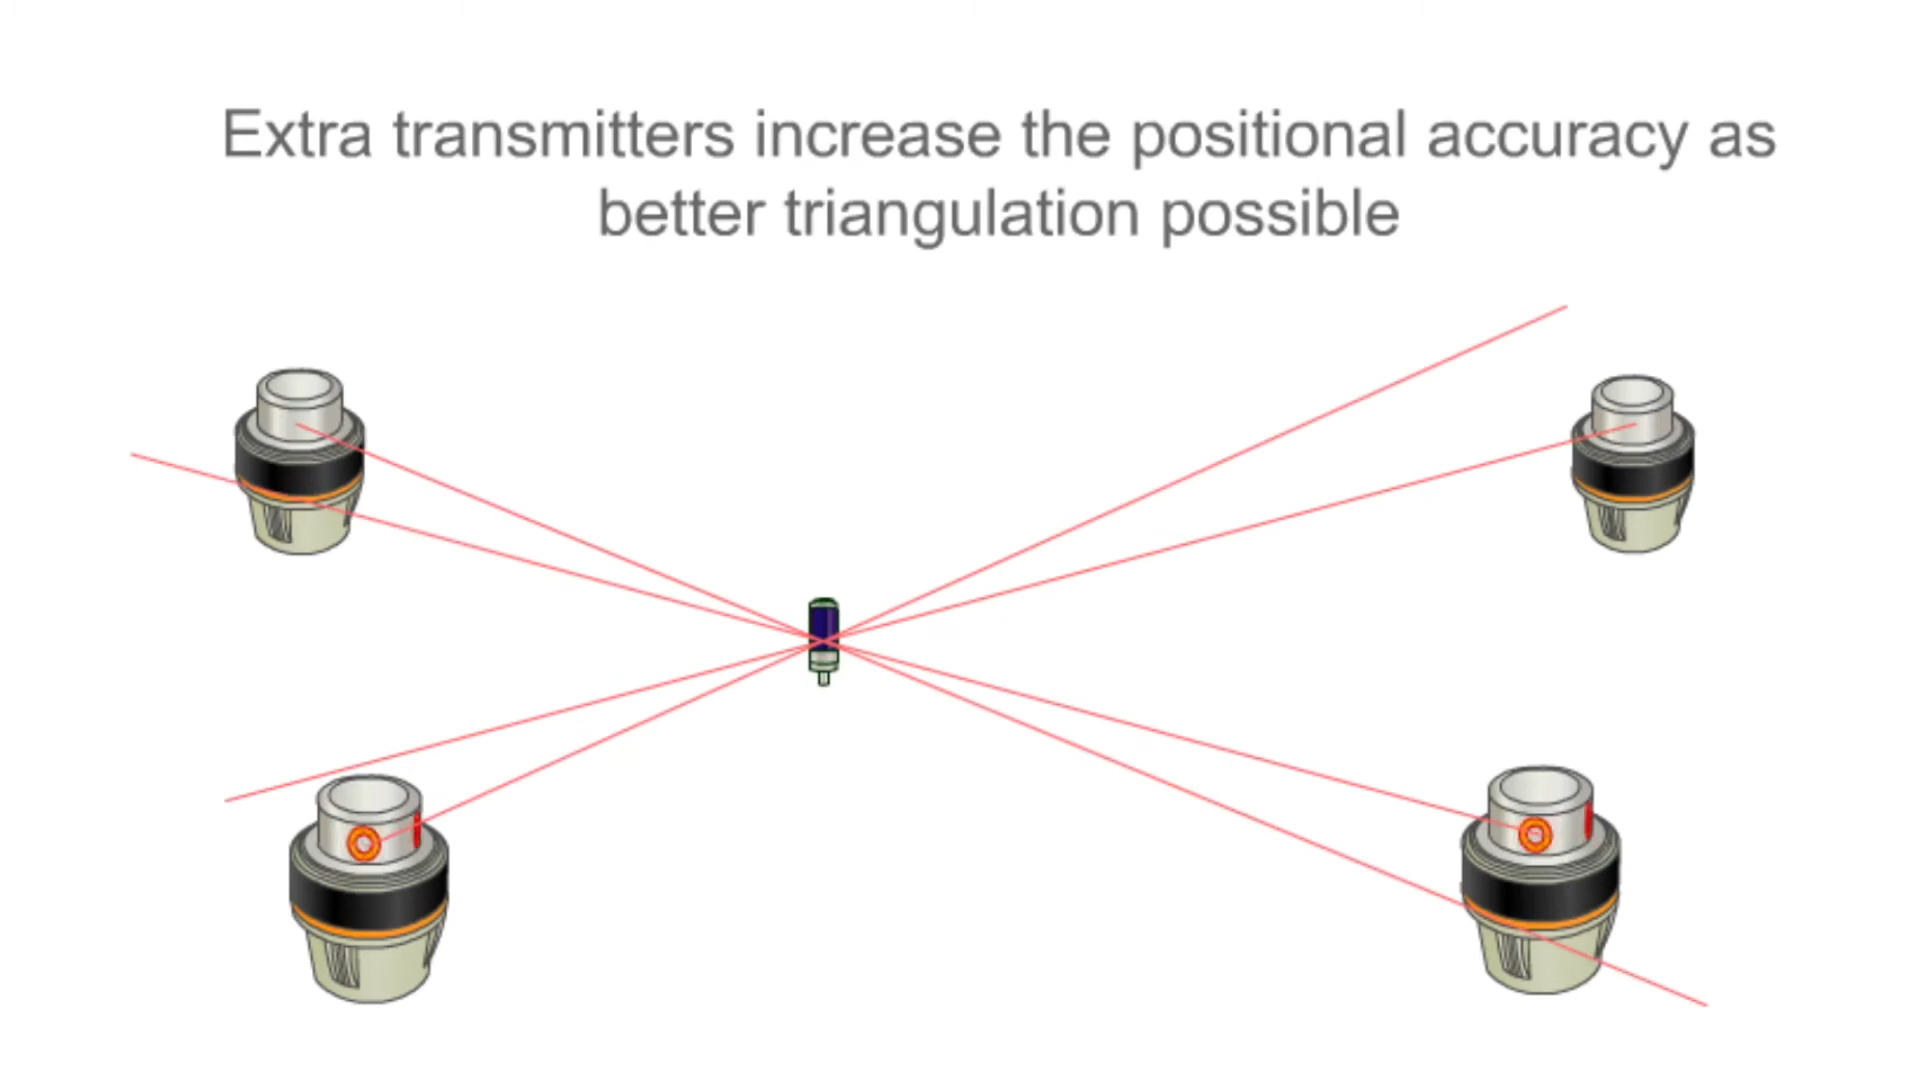 Extra transmitters increase the positional accuracy as
better triangulation possible